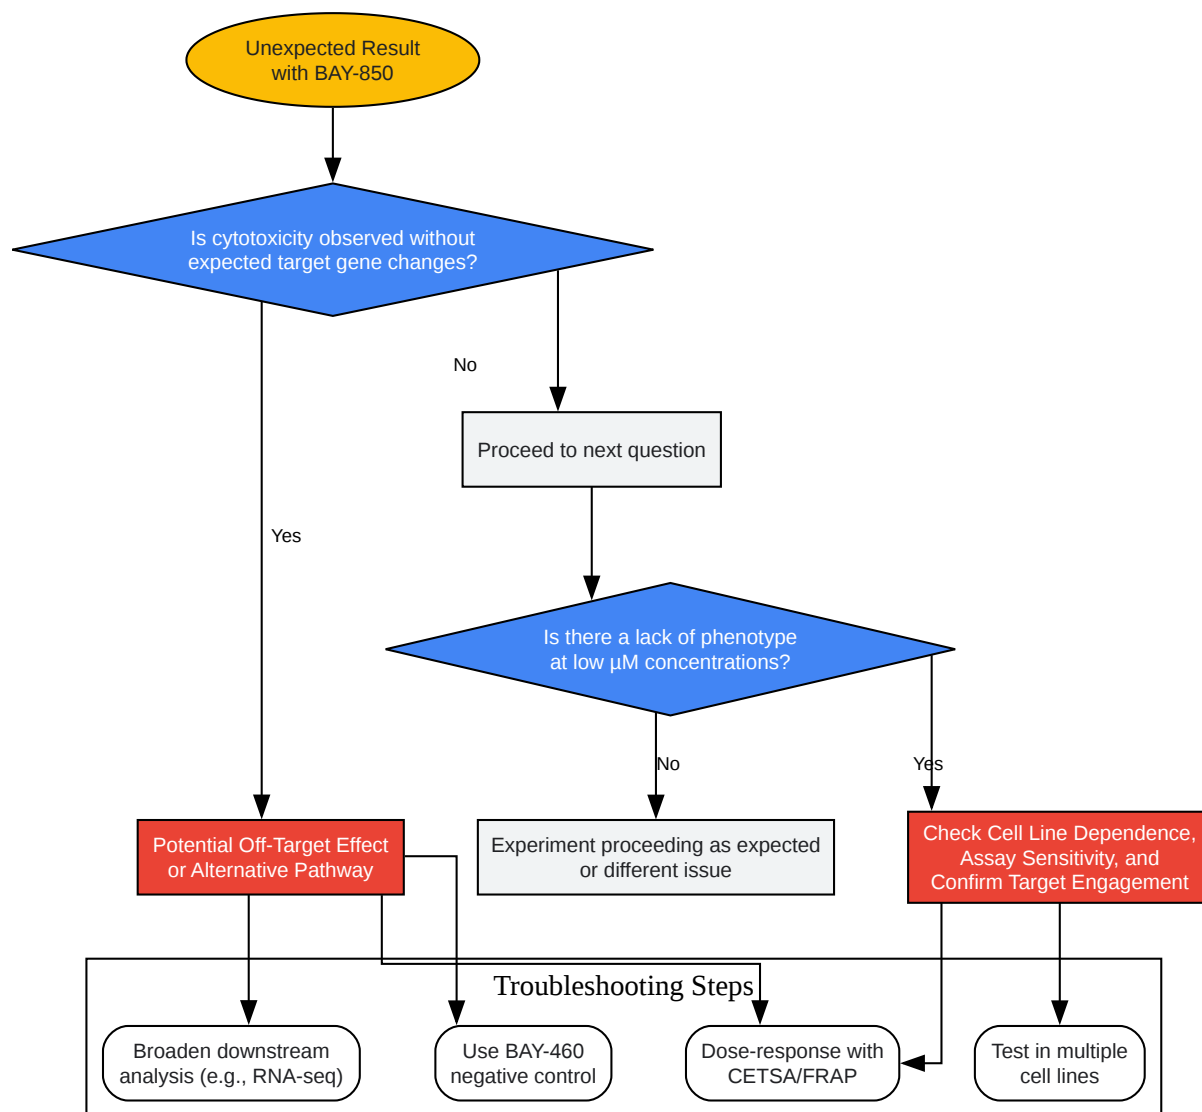 Unexpected Result
with BAY-850
Is cytotoxicity observed without
expected target gene changes?
No
Proceed to next question
Yes
Is there a lack of phenotype
at low µM concentrations?
No
Yes
Potential Off-Target Effect
or Alternative Pathway
Experiment proceeding as expected
or different issue
Check Cell Line Dependence,
Assay Sensitivity, and
Confirm Target Engagement
Troubleshooting Steps
Broaden downstream
analysis (e.g., RNA-seq)
Use BAY-460
negative control
Dose-response with
CETSA/FRAP
Test in multiple
cell lines